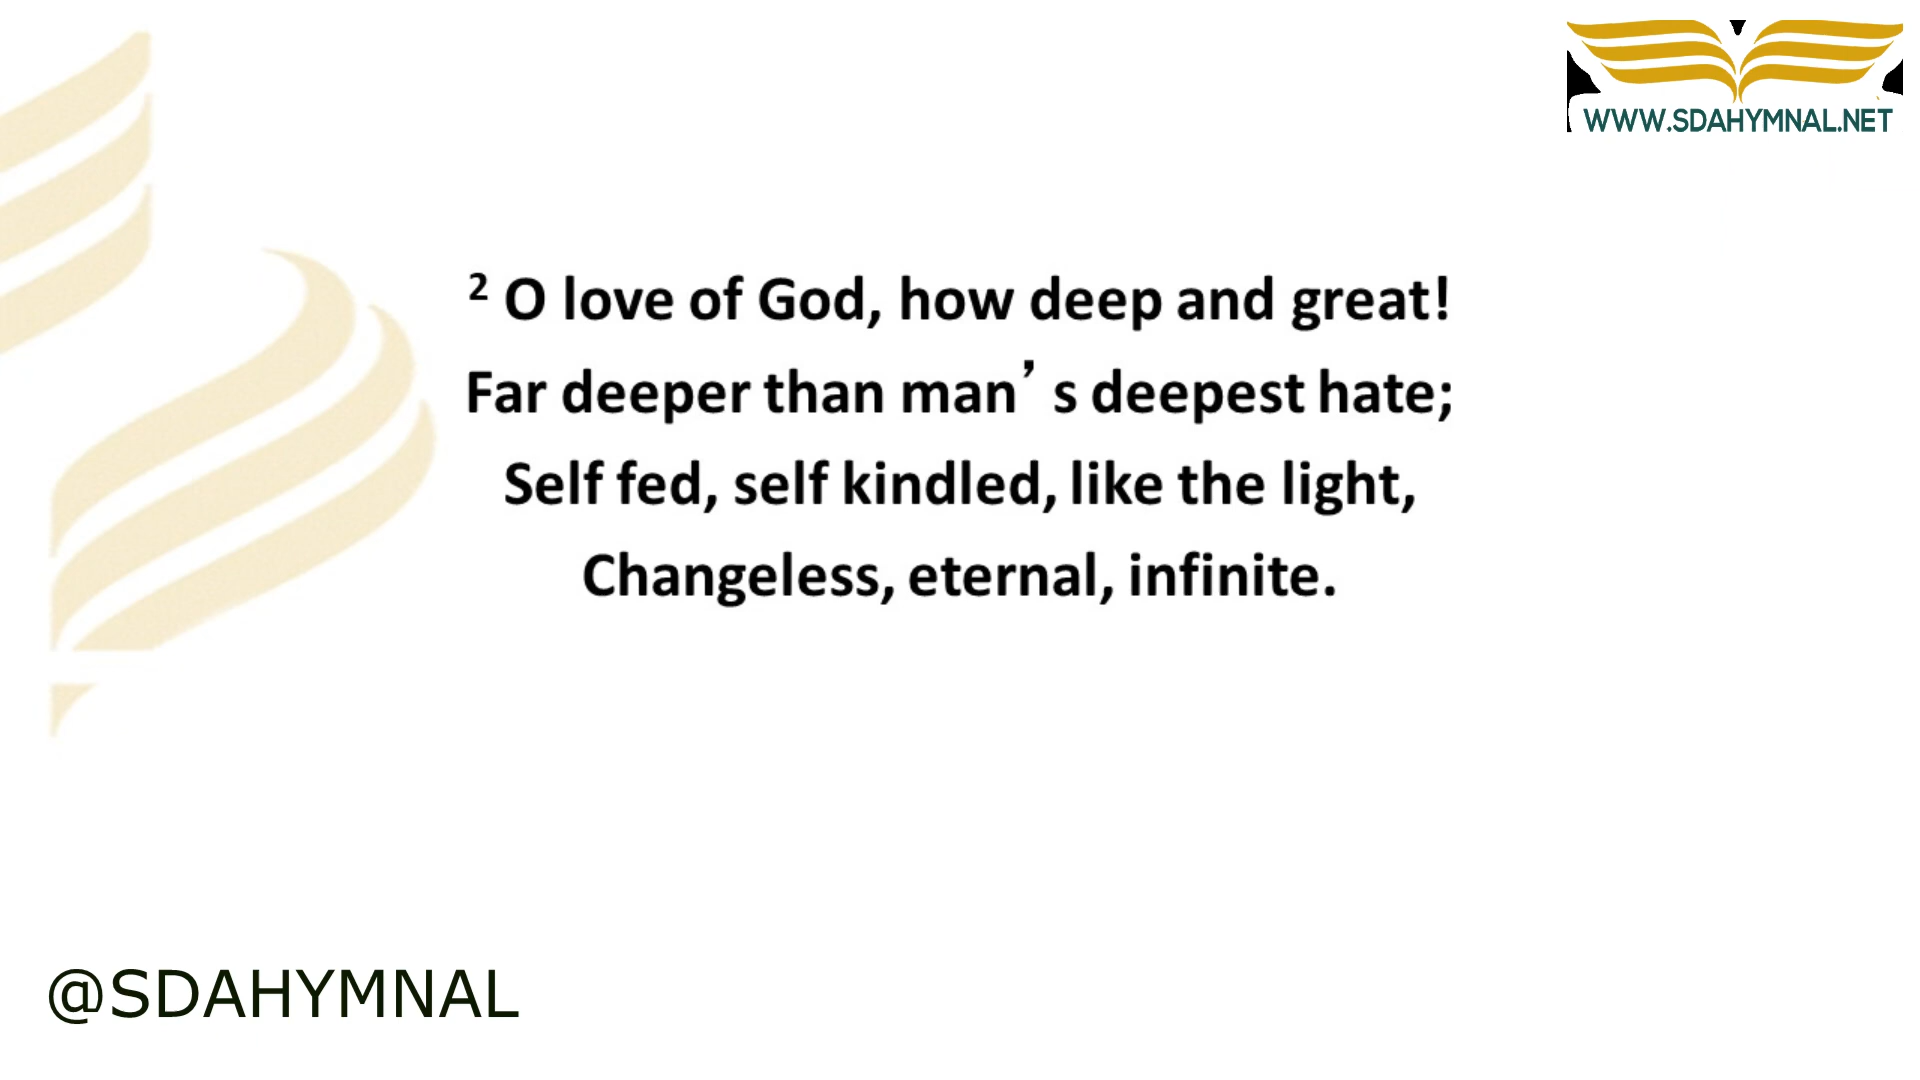 WWW.SDAHYMNAL.NET
2 O love of God, how deep and great!
Far deeper than man’ s deepest hate;
Self fed, self kindled, like the light,
Changeless, eternal, infinite.
@SDAHYMNAL